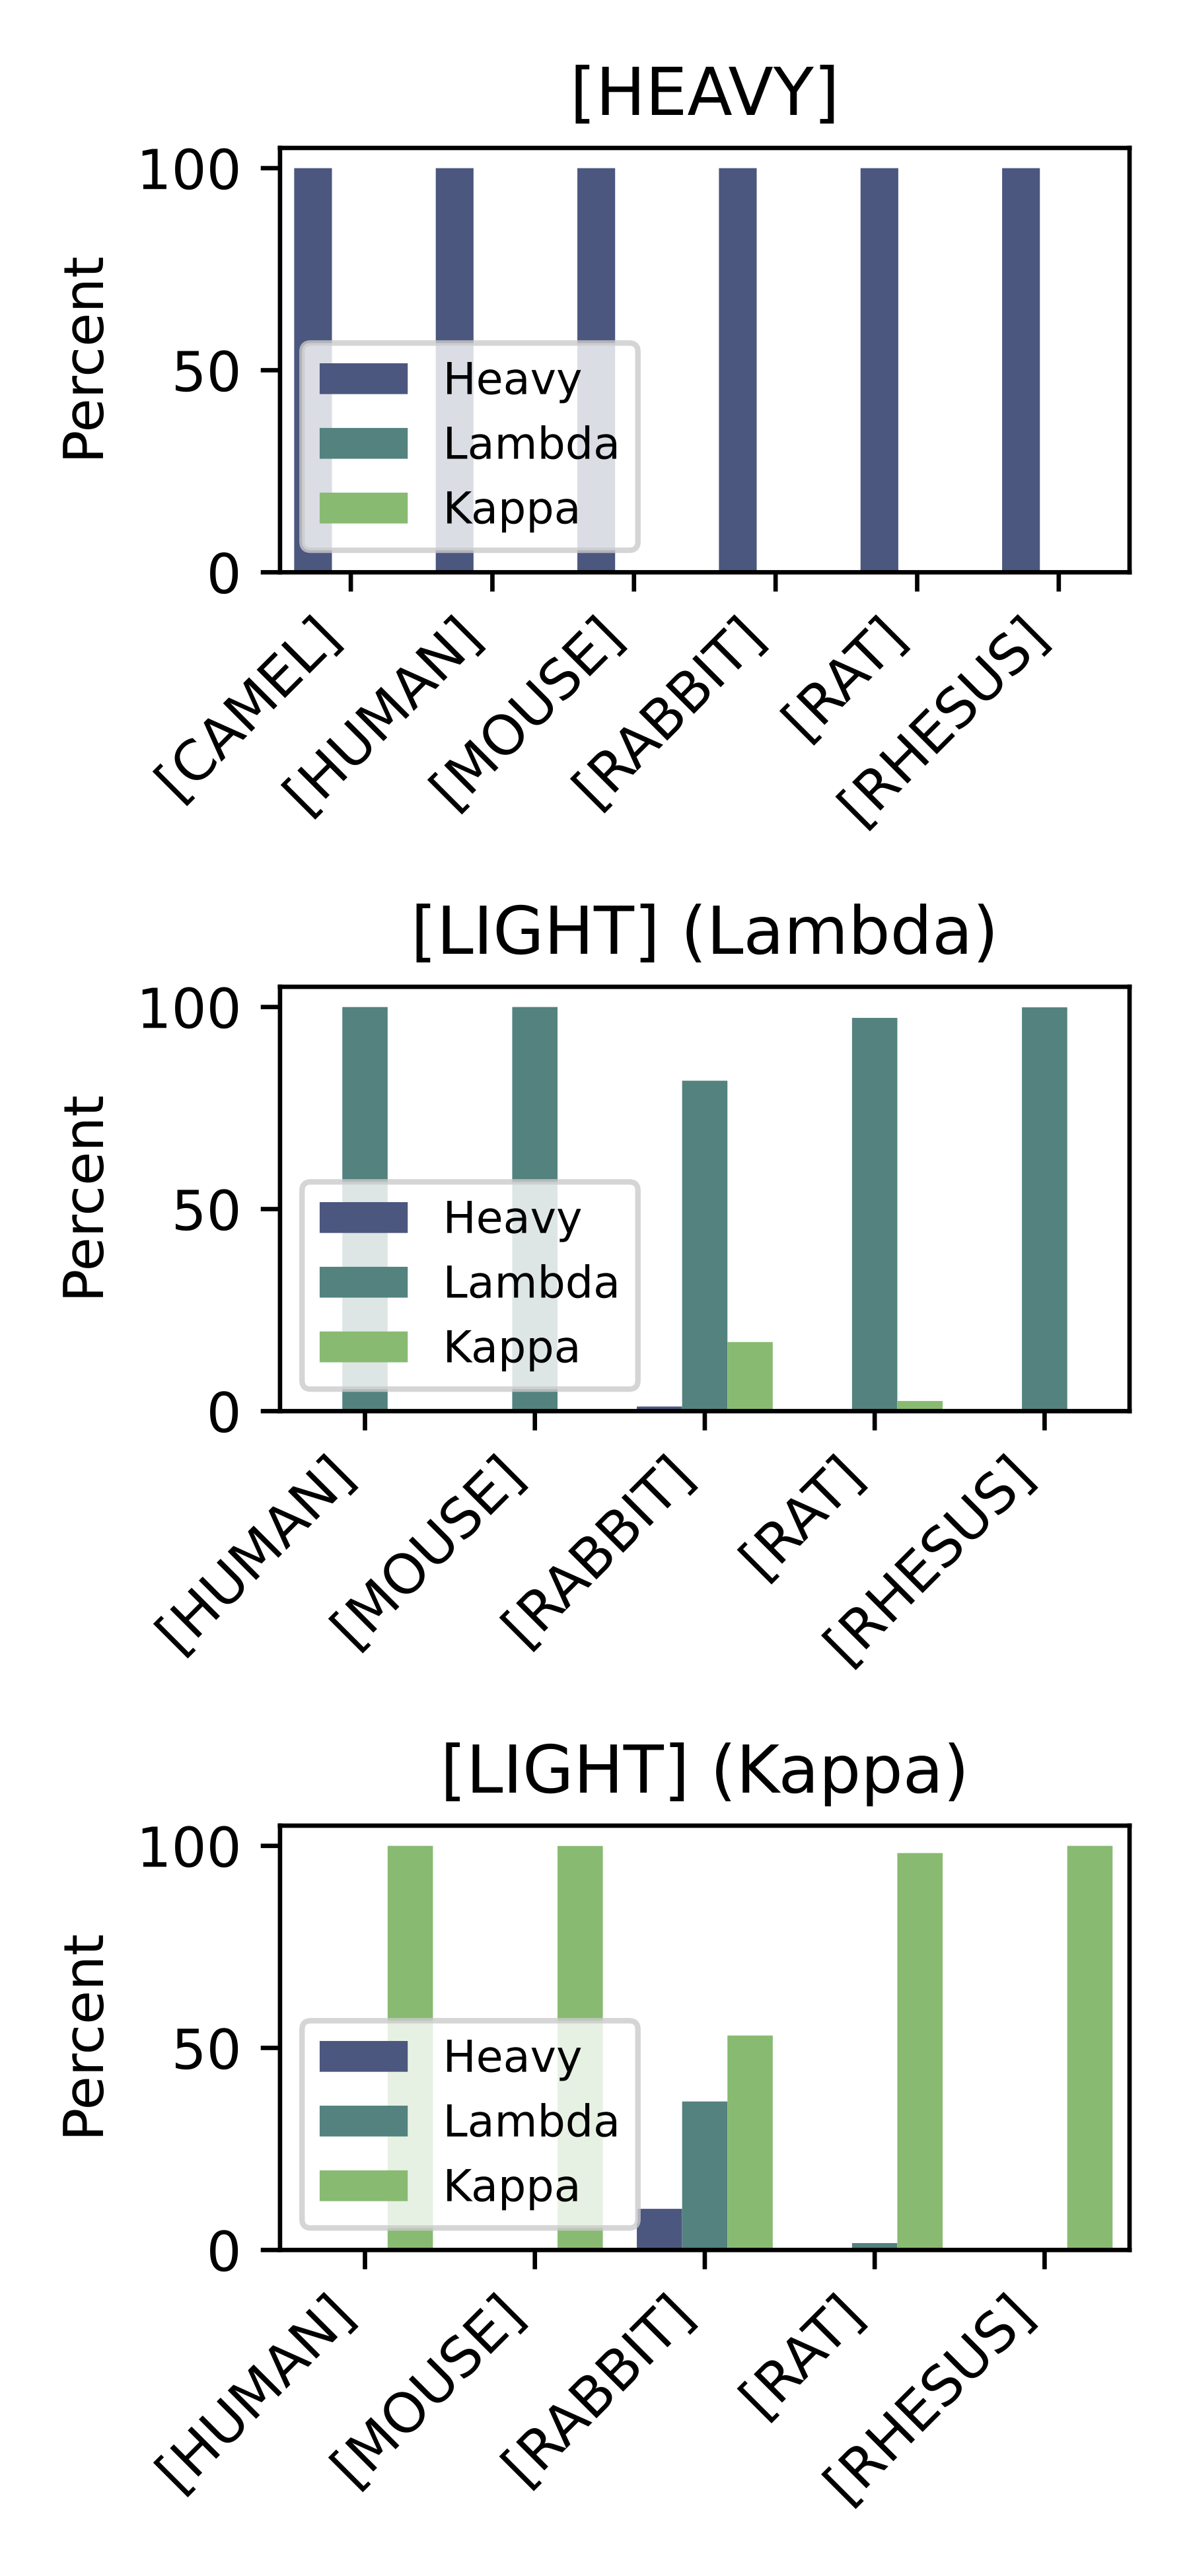 [HEAVY]
100
50
0
Percent
Heavy
Lambda
Kappa
[CAMEL]
[HUMAN]
[MOUSE]
[RABBIT]
[RAT]
[RHESUS]
[LIGHT] (Lambda)
100
50
0
Percent
Heavy
Lambda
Kappa
[HUMAN]
[MOUSE]
[RABBIT]
[RAT]
[RHESUS]
[LIGHT] (Kappa)
100
50
0
Percent
Heavy
Lambda
Kappa
[HUMAN]
[MOUSE]
[RABBIT]
[RAT]
[RHESUS]